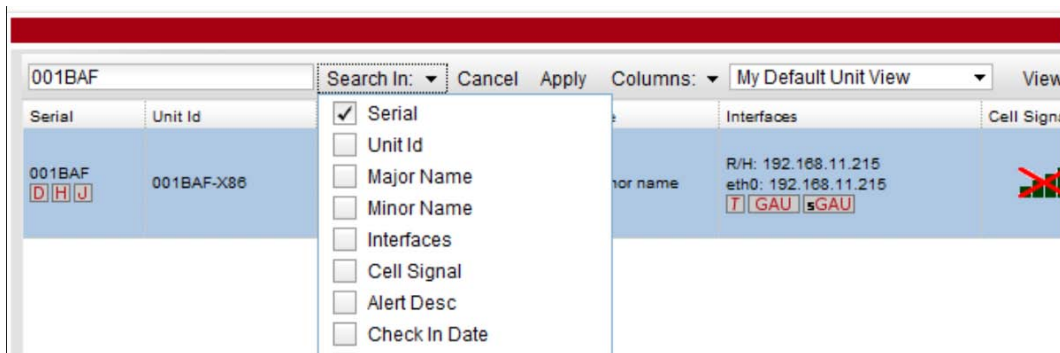 001BAF Search In: Cancel Apply Columns: My Default Unit View View
Serial Unit Id Interfaces Cell Signa
001BAF
D H J
001BAF-X86
nor name
R/H: 192.168.11.215
eth0: 192.168.11.215
T GAU sGAU
Serial
Unit Id
Major Name
Minor Name
Interfaces
Cell Signal
Alert Desc
Check In Date